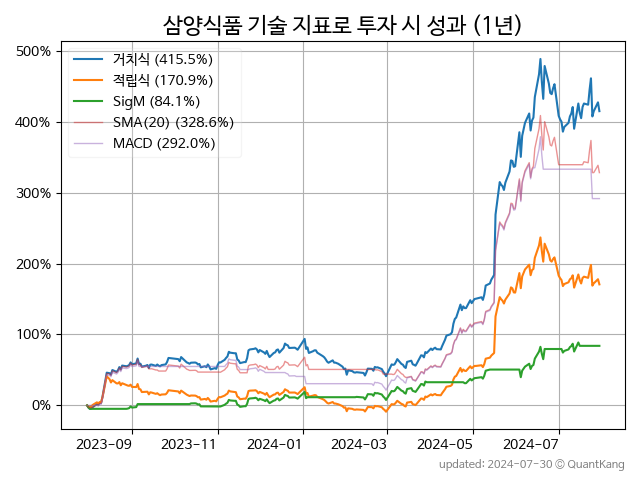 삼양식품 기술 지표로 투자 시 성과 (1년)
500%
400%
300%
200%
100%
0%
거치식 (415.5%)
적립식 (170.9%)
SigM (84.1%)
SMA(20) (328.6%)
MACD (292.0%)
2023-09 2023-11 2024-01 2024-03 2024-05 2024-07
updated: 2024-07-30 © QuantKang